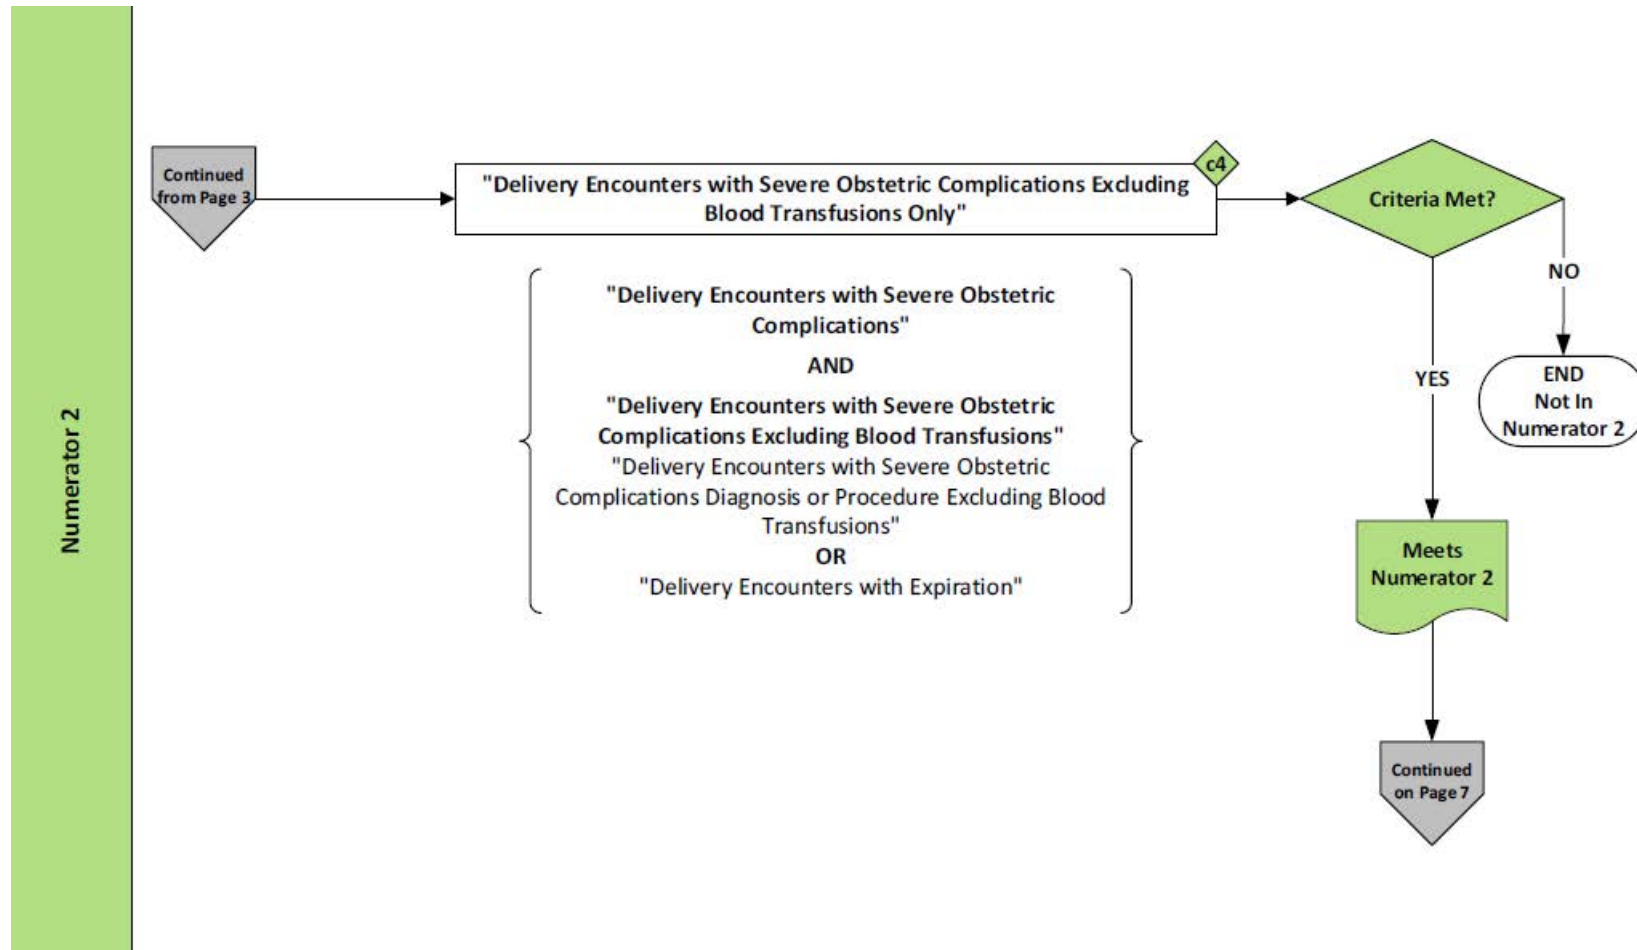 Numerator 2
Continued
from Page 3
"Delivery Encounters with Severe Obstetric Complications Excluding
Blood Transfusions Only"
c4
Criteria Met?
NO
YES
END
Not In
Numerator 2
"Delivery Encounters with Severe Obstetric
Complications"
AND
"Delivery Encounters with Severe Obstetric
Complications Excluding Blood Transfusions"
"Delivery Encounters with Severe Obstetric
Complications Diagnosis or Procedure Excluding Blood
Transfusions"
OR
"Delivery Encounters with Expiration"
Meets
Numerator 2
Continued
on Page 7